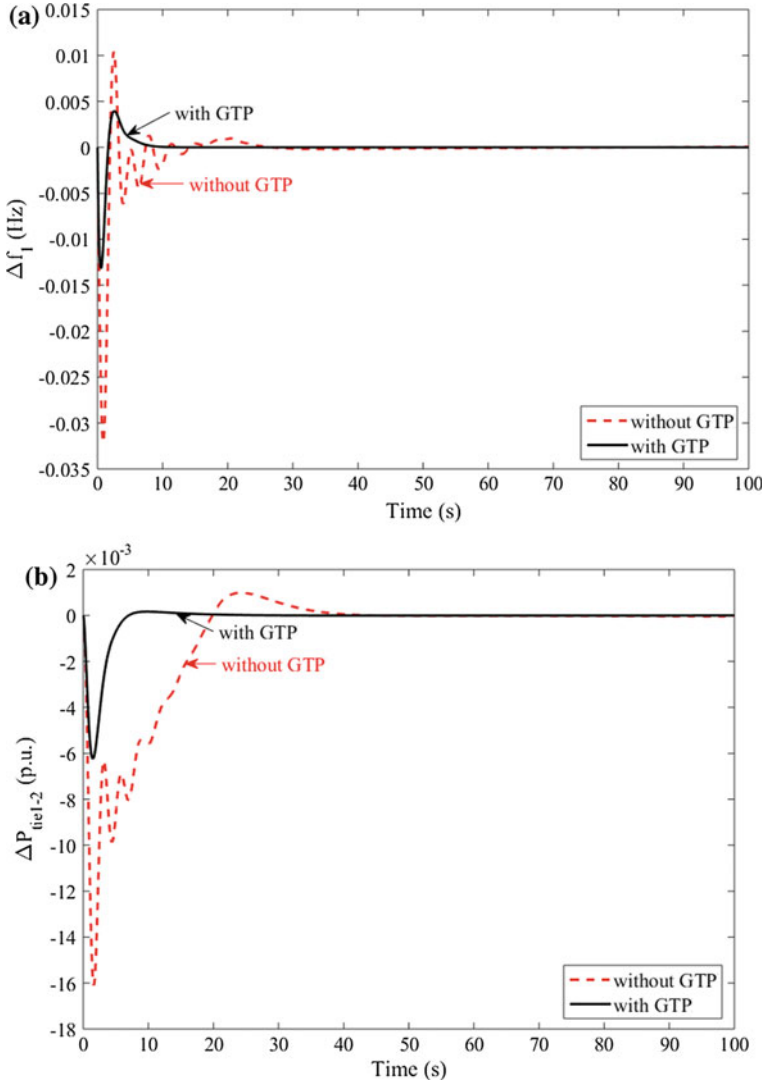 (a)
0.015
0.01
0.005
0
-0.005
-0.01
-0.015
-0.02
-0.025
-0.03
-0.035
Δf1 (Hz)
with GTP
without GTP
without GTP
with GTP
0 10 20 30 40 50 60 70 80 90 100
Time (s)
(b)
×10-3
2
0
-2
-4
-6
-8
-10
-12
-14
-16
-18
ΔPtie1-2 (p.u.)
with GTP
without GTP
without GTP
with GTP
0 10 20 30 40 50 60 70 80 90 100
Time (s)